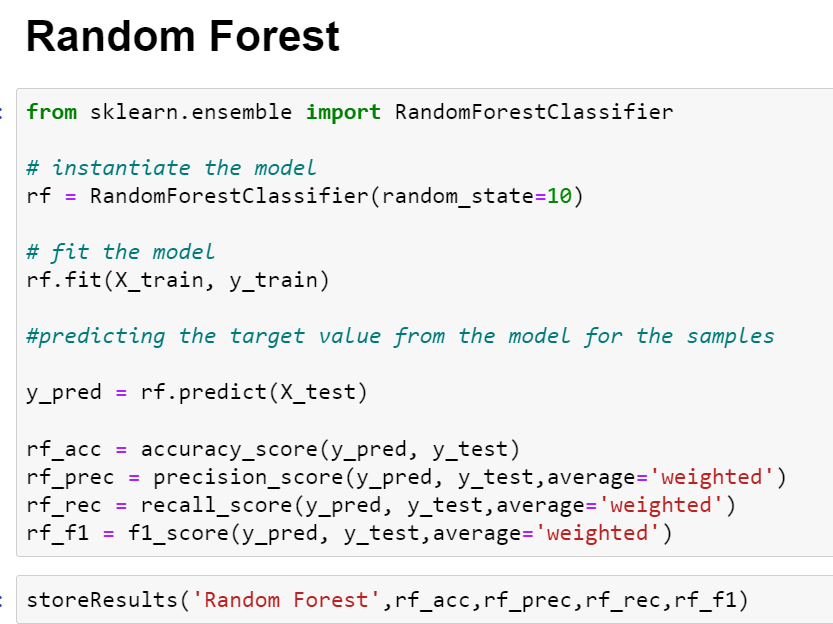 Random Forest
from sklearn.ensemble import RandomForestClassifier
# instantiate the model
rf = RandomForestClassifier(random_state=10)
# fit the model
rf.fit(X_train, y_train)
#predicting the target value from the model for the samples
y_pred = rf.predict(X_test)
rf_acc = accuracy_score(y_pred, y_test)
rf_prec = precision_score(y_pred, y_test,average='weighted')
rf_rec = recall_score(y_pred, y_test,average='weighted')
rf_f1 = f1_score(y_pred, y_test,average='weighted')
storeResults('Random Forest',rf_acc,rf_prec,rf_rec,rf_f1)